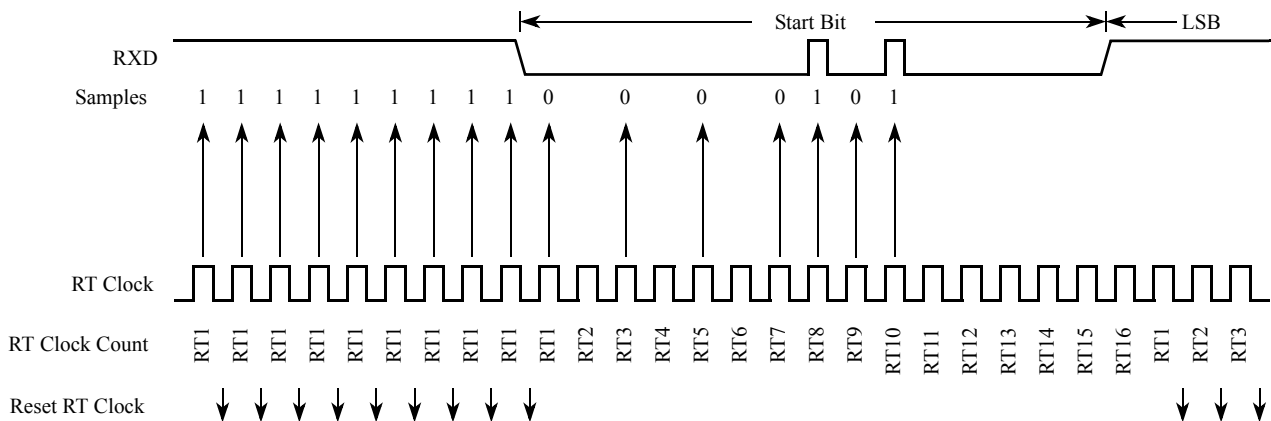 Start Bit LSB
RXD
Samples 1 1 1 1 1 1 1 1 1 0 0 0 0 1 0 1
RT Clock
RT Clock Count RT1 RT1 RT1 RT1 RT1 RT1 RT1 RT1 RT1 RT1 RT2 RT3 RT4 RT5 RT6 RT7 RT8 RT9 RT10 RT11 RT12 RT13 RT14 RT15 RT16 RT1 RT2 RT3
Reset RT Clock